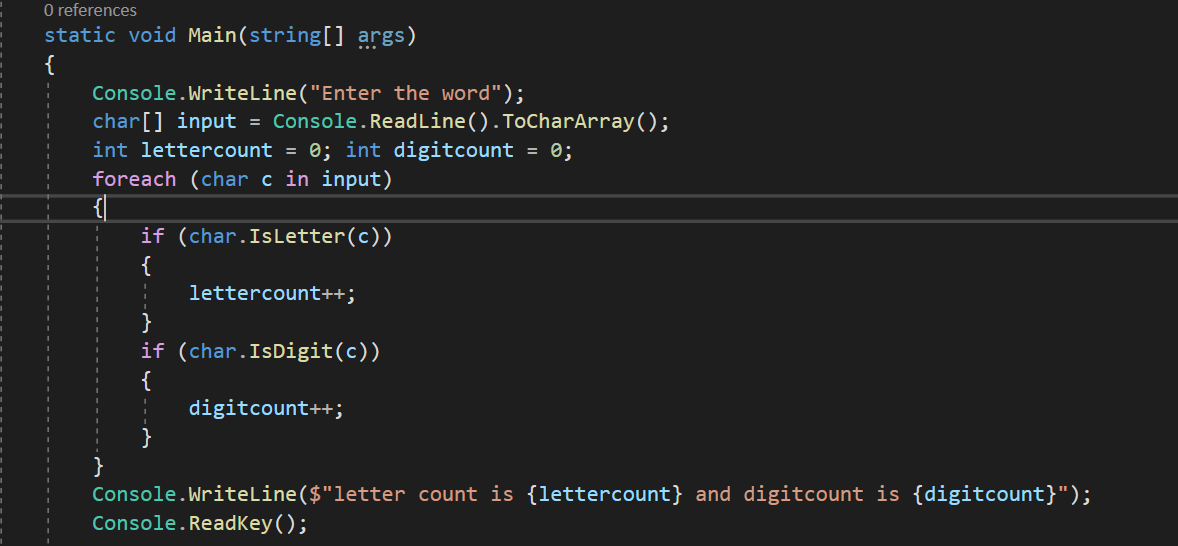 0 references
static void Main(string[] args)
{
Console.WriteLine("Enter the word");
char[] input = Console.ReadLine().ToCharArray();
int lettercount = 0; int digitcount = 0;
foreach (char c in input)
{
if (char.IsLetter(c))
{
lettercount++;
}
if (char.IsDigit(c))
{
digitcount++;
}
}
Console.WriteLine($"letter count is {lettercount} and digitcount is {digitcount}");
Console.ReadKey();